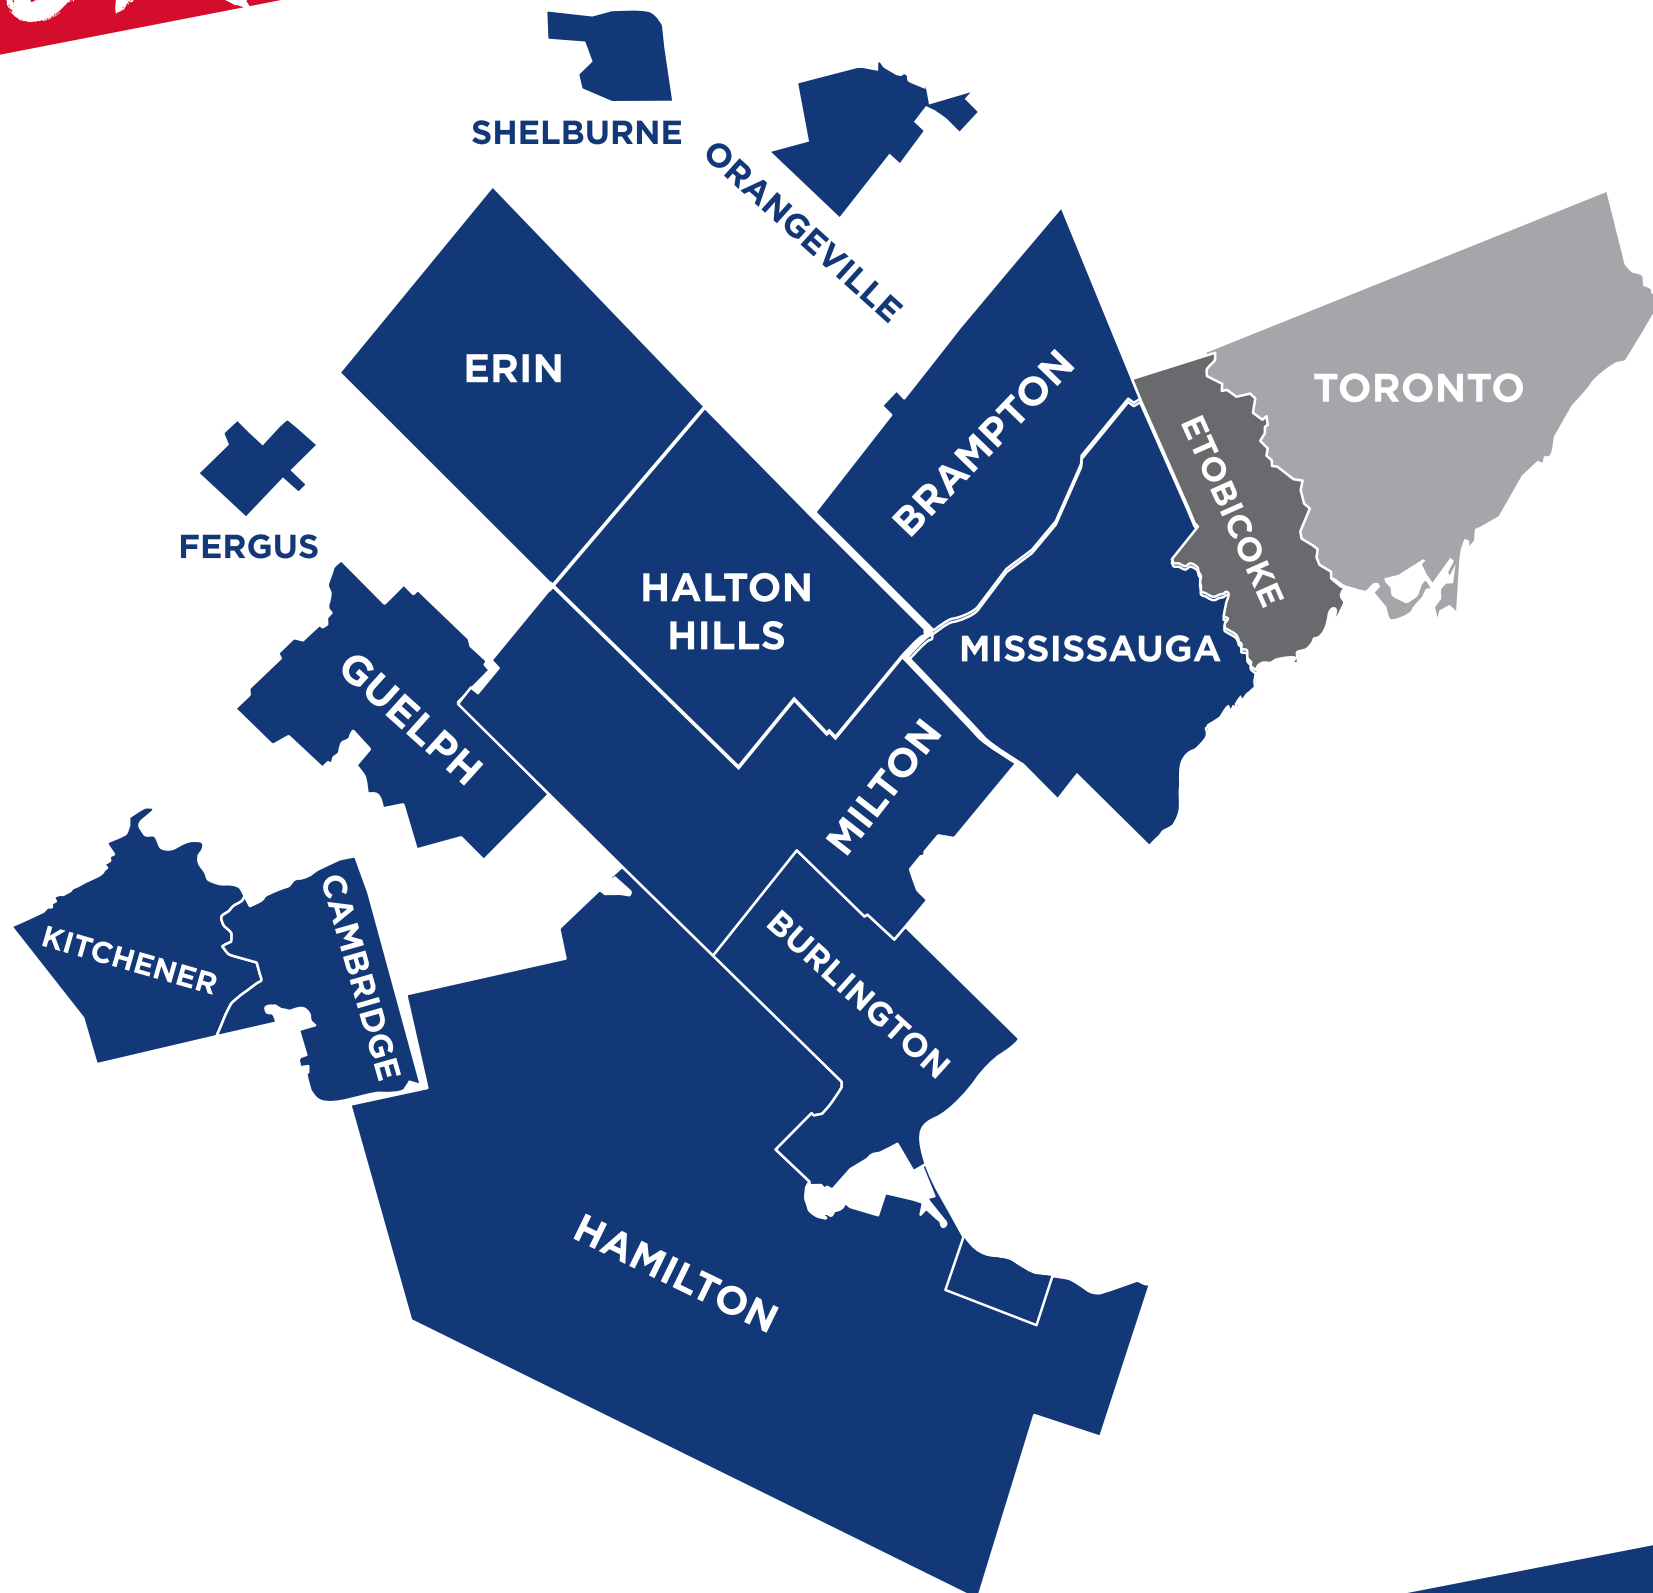 SHELBURNE
ORANGEVILLE
ERIN
BRAMPTON
TORONTO
ETOBICOKE
FERGUS
HALTON
HILLS
MISSISSAUGA
GUELPH
MILTON
CAMBRIDGE
KITCHENER
BURLINGTON
HAMILTON